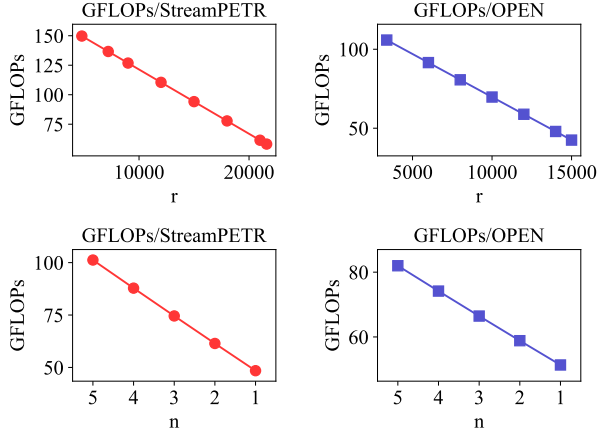 GFLOPs/StreamPETR
GFLOPs
150
125
100
75
10000 20000
r
GFLOPs/OPEN
GFLOPs
100
50
5000 10000 15000
r
GFLOPs/StreamPETR
GFLOPs
100
75
50
5 4 3 2 1
n
GFLOPs/OPEN
GFLOPs
80
60
5 4 3 2 1
n